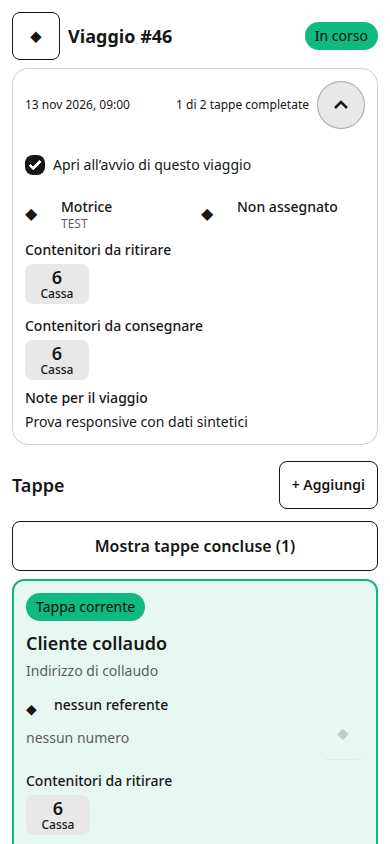 Viaggio #46
In corso
13 nov 2026, 09:00
1 di 2 tappe completate
Apri all’avvio di questo viaggio
Motrice
TEST
Non assegnato
Contenitori da ritirare
6
Cassa
Contenitori da consegnare
6
Cassa
Note per il viaggio
Prova responsive con dati sintetici
Tappe
+ Aggiungi
Mostra tappe concluse (1)
Tappa corrente
Cliente collaudo
Indirizzo di collaudo
nessun referente
nessun numero
Contenitori da ritirare
6
Cassa